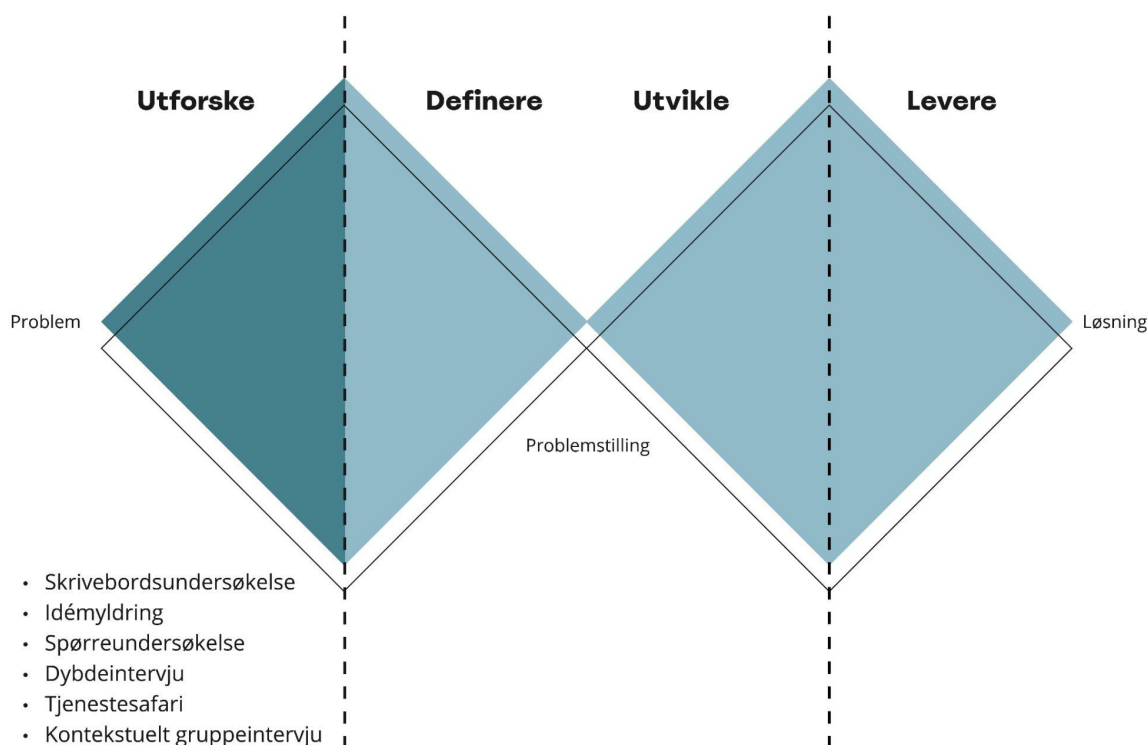 Utforske
Definere
Utvikle
Levere
Problem
Løsning
Problemstilling
• Skrivebordsundersøkelse
• Idémyldring
• Spørreundersøkelse
• Dybdeintervju
• Tjenestesafari
• Kontekstuelt gruppeintervju